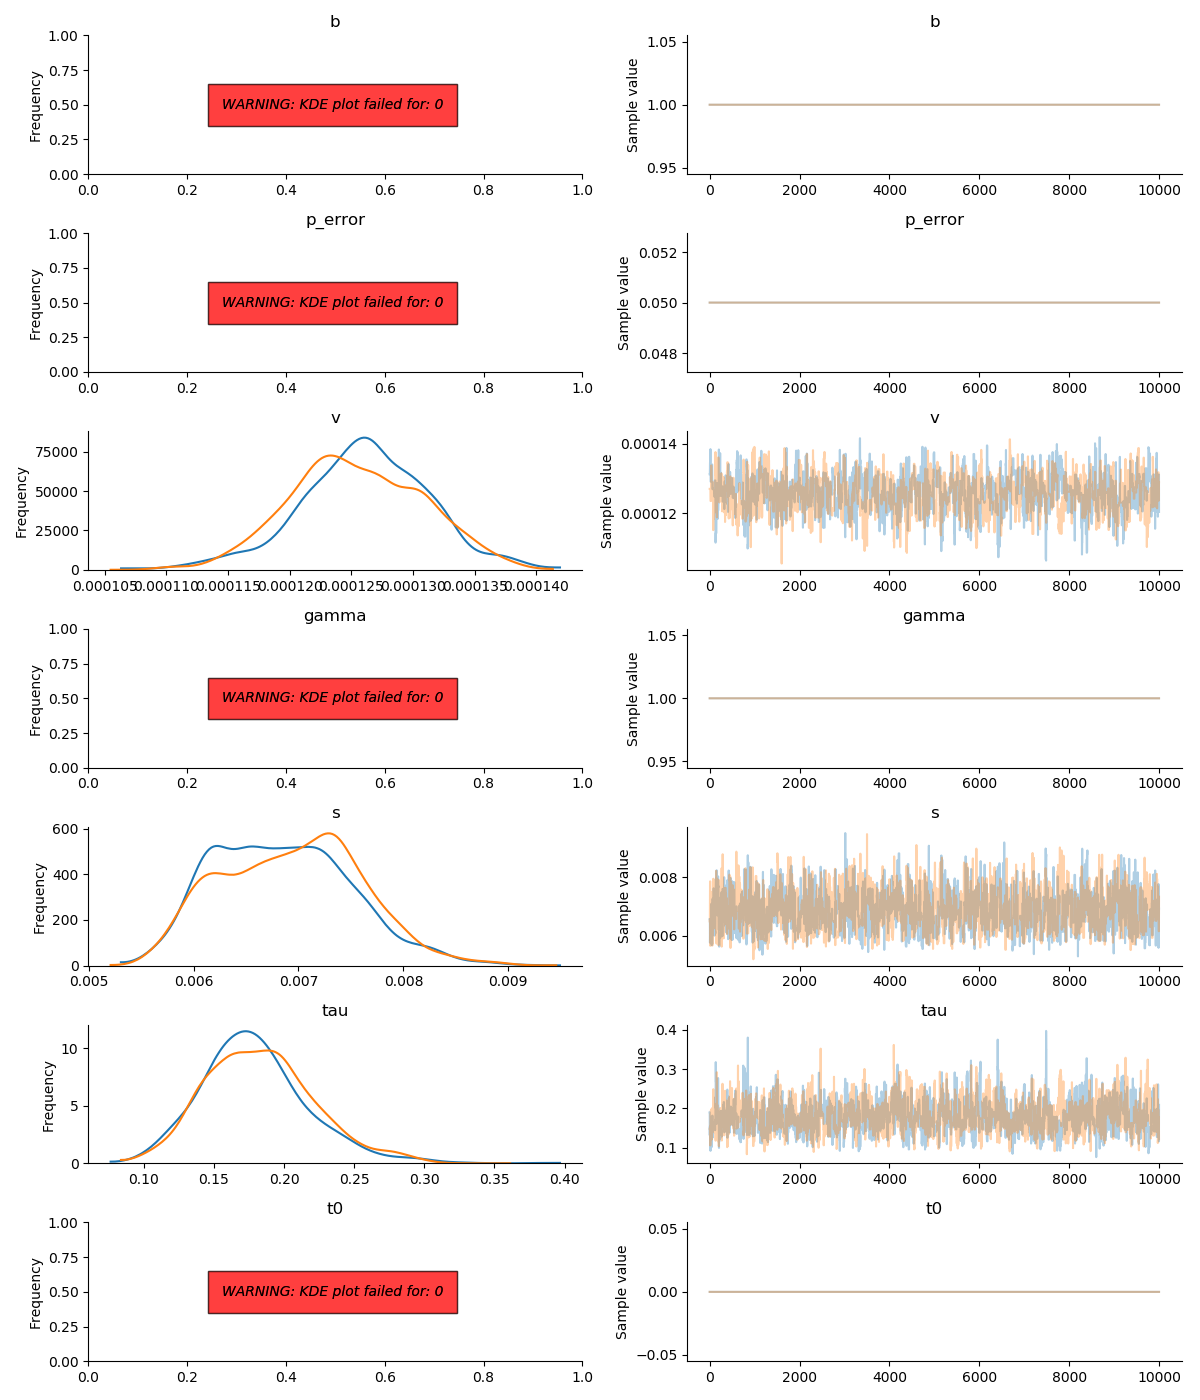 b
b
1.00
0.75
0.50
0.25
0.00
Frequency
WARNING: KDE plot failed for: 0
0.0 0.2 0.4 0.6 0.8 1.0
1.05
1.00
0.95
Sample value
0 2000 4000 6000 8000 10000
p_error
p_error
1.00
0.75
0.50
0.25
0.00
Frequency
WARNING: KDE plot failed for: 0
0.0 0.2 0.4 0.6 0.8 1.0
0.052
0.050
0.048
Sample value
0 2000 4000 6000 8000 10000
v
v
75000
50000
25000
0
Frequency
0.000105 0.000110 0.000115 0.000120 0.000125 0.000130 0.000135 0.000140
0.00014
0.00012
Sample value
0 2000 4000 6000 8000 10000
gamma
gamma
1.00
0.75
0.50
0.25
0.00
Frequency
WARNING: KDE plot failed for: 0
0.0 0.2 0.4 0.6 0.8 1.0
1.05
1.00
0.95
Sample value
0 2000 4000 6000 8000 10000
s
s
600
400
200
0
Frequency
0.005 0.006 0.007 0.008 0.009
0.008
0.006
Sample value
0 2000 4000 6000 8000 10000
tau
tau
10
5
0
Frequency
0.10 0.15 0.20 0.25 0.30 0.35 0.40
0.4
0.3
0.2
0.1
Sample value
0 2000 4000 6000 8000 10000
t0
t0
1.00
0.75
0.50
0.25
0.00
Frequency
WARNING: KDE plot failed for: 0
0.0 0.2 0.4 0.6 0.8 1.0
0.05
0.00
−0.05
Sample value
0 2000 4000 6000 8000 10000